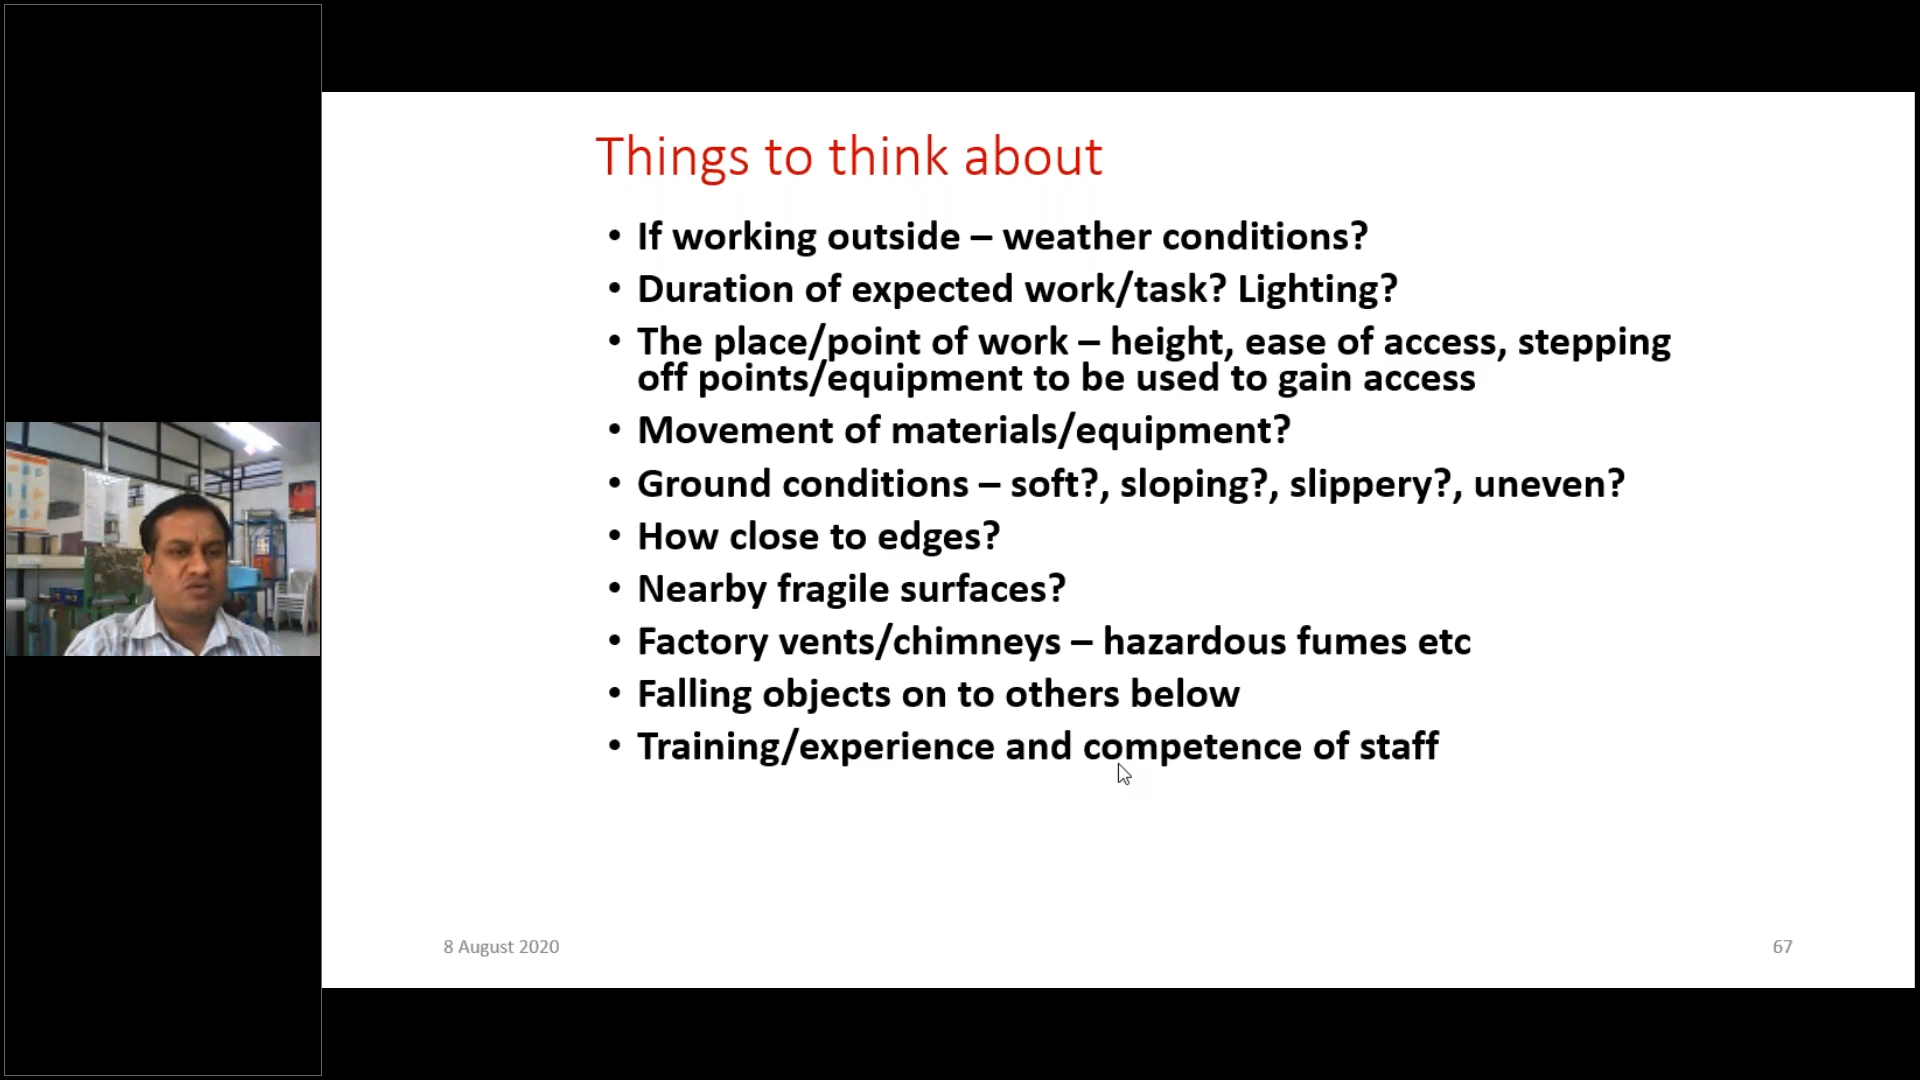 Things to think about
• If working outside – weather conditions?
• Duration of expected work/task? Lighting?
• The place/point of work – height, ease of access, stepping
off points/equipment to be used to gain access
• Movement of materials/equipment?
• Ground conditions – soft?, sloping?, slippery?, uneven?
• How close to edges?
• Nearby fragile surfaces?
• Factory vents/chimneys – hazardous fumes etc
• Falling objects on to others below
• Training/experience and competence of staff
8 August 2020
67